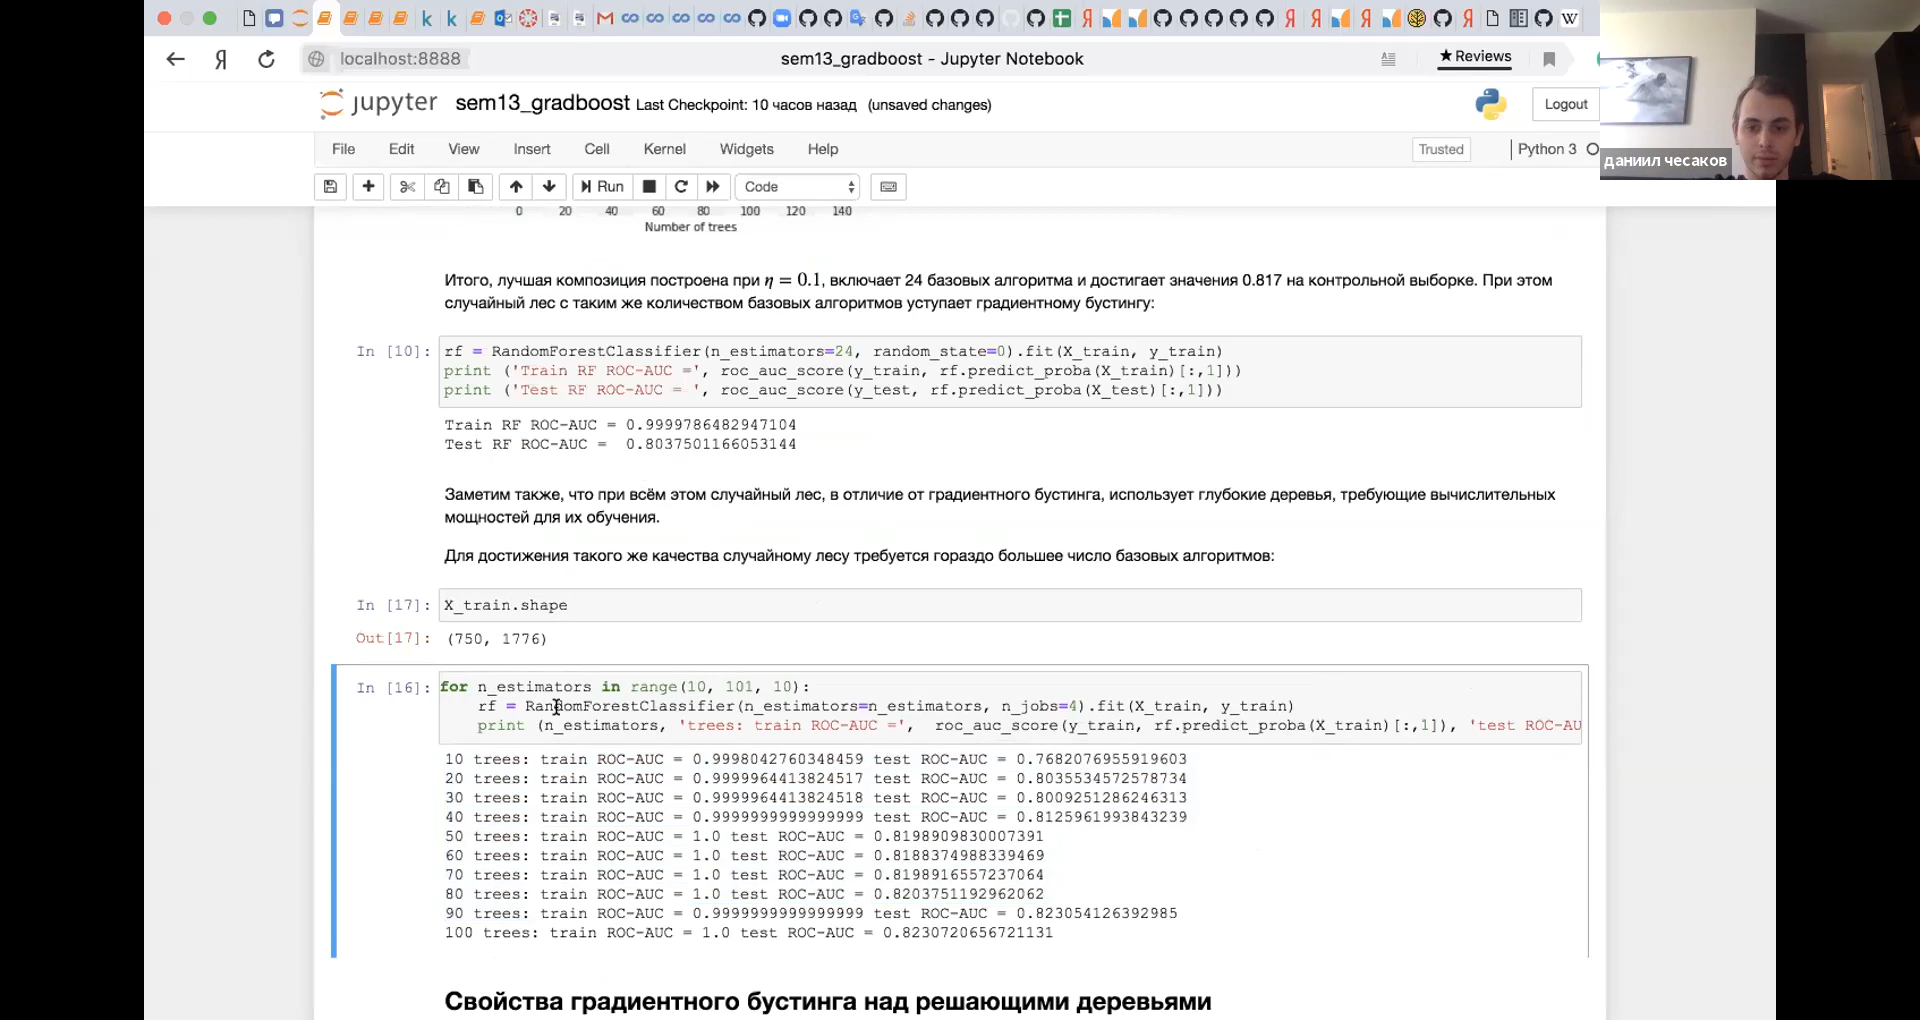 localhost:8888
sem13_gradboost - Jupyter Notebook
★ Reviews
jupyter sem13_gradboost Last Checkpoint: 10 часов назад (unsaved changes)
Logout
даниил чесаков
File Edit View Insert Cell Kernel Widgets Help
Trusted
Python 3
Run
Code
0 20 40 60 80 100 120 140
Number of trees
Итого, лучшая композиция построена при η = 0.1, включает 24 базовых алгоритма и достигает значения 0.817 на контрольной выборке. При этом
случайный лес с таким же количеством базовых алгоритмов уступает градиентному бустингу:
In [10]: rf = RandomForestClassifier(n_estimators=24, random_state=0).fit(X_train, y_train)
print ('Train RF ROC-AUC =', roc_auc_score(y_train, rf.predict_proba(X_train)[:,1]))
print ('Test RF ROC-AUC = ', roc_auc_score(y_test, rf.predict_proba(X_test)[:,1]))
Train RF ROC-AUC = 0.9999786482947104
Test RF ROC-AUC =  0.8037501166053144
Заметим также, что при всём этом случайный лес, в отличие от градиентного бустинга, использует глубокие деревья, требующие вычислительных
мощностей для их обучения.
Для достижения такого же качества случайному лесу требуется гораздо большее число базовых алгоритмов:
In [17]: X_train.shape
Out[17]: (750, 1776)
In [16]: for n_estimators in range(10, 101, 10):
rf = RandomForestClassifier(n_estimators=n_estimators, n_jobs=4).fit(X_train, y_train)
print (n_estimators, 'trees: train ROC-AUC =',  roc_auc_score(y_train, rf.predict_proba(X_train)[:,1]), 'test ROC-AU
10 trees: train ROC-AUC = 0.9998042760348459 test ROC-AUC = 0.7682076955919603
20 trees: train ROC-AUC = 0.9999964413824517 test ROC-AUC = 0.8035534572578734
30 trees: train ROC-AUC = 0.9999964413824518 test ROC-AUC = 0.8009251286246313
40 trees: train ROC-AUC = 0.9999999999999999 test ROC-AUC = 0.8125961993843239
50 trees: train ROC-AUC = 1.0 test ROC-AUC = 0.8198909830007391
60 trees: train ROC-AUC = 1.0 test ROC-AUC = 0.8188374988339469
70 trees: train ROC-AUC = 1.0 test ROC-AUC = 0.8198916557237064
80 trees: train ROC-AUC = 1.0 test ROC-AUC = 0.8203751192962062
90 trees: train ROC-AUC = 0.9999999999999999 test ROC-AUC = 0.823054126392985
100 trees: train ROC-AUC = 1.0 test ROC-AUC = 0.8230720656721131
Свойства градиентного бустинга над решающими деревьями